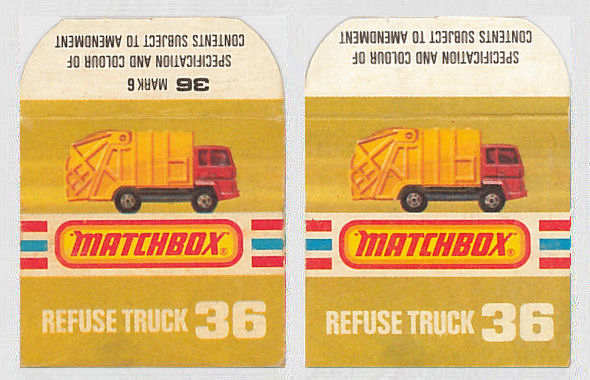 SPECIFICATION AND COLOUR OF
CONTENTS SUBJECT TO AMENDMENT
36 MARK 6
MATCHBOX®
REFUSE TRUCK 36
SPECIFICATION AND COLOUR OF
CONTENTS SUBJECT TO AMENDMENT
MATCHBOX®
REFUSE TRUCK 36